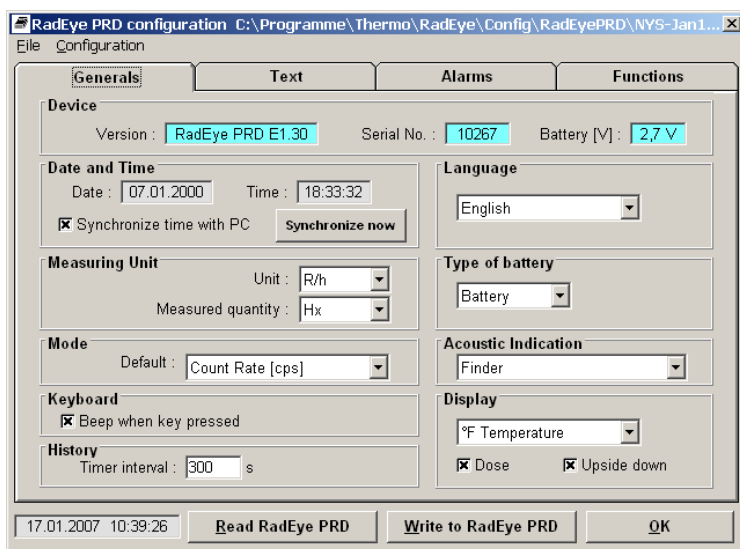 RadEye PRD configuration C:\Programme\Thermo\RadEye\Config\RadEyePRD\NYS-Jan1...
File Configuration
Generals Text Alarms Functions
Device
Version : RadEye PRD E1.30 Serial No. : 10267 Battery [V] : 2,7 V
Date and Time
Date : 07.01.2000 Time : 18:33:32
Synchronize time with PC Synchronize now
Language
English
Measuring Unit
Unit : R/h
Measured quantity : Hx
Type of battery
Battery
Mode
Default : Count Rate [cps]
Acoustic Indication
Finder
Keyboard
Beep when key pressed
History
Timer interval : 300 s
Display
°F Temperature
Dose Upside down
17.01.2007 10:39:26 Read RadEye PRD Write to RadEye PRD OK